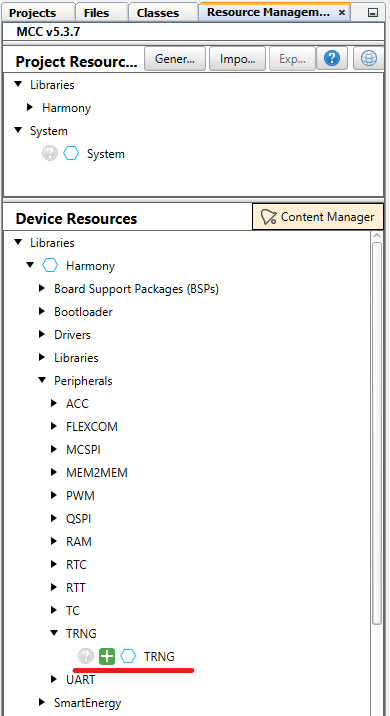 Projects Files Classes Resource Managem... ×
MCC v5.3.7
Project Resourc... Gener... Impo... Exp... ?
Libraries
Harmony
System
? System
Device Resources Content Manager
Libraries
Harmony
Board Support Packages (BSPs)
Bootloader
Drivers
Libraries
Peripherals
ACC
FLEXCOM
MCSPI
MEM2MEM
PWM
QSPI
RAM
RTC
RTT
TC
TRNG
? TRNG
UART
SmartEnergy